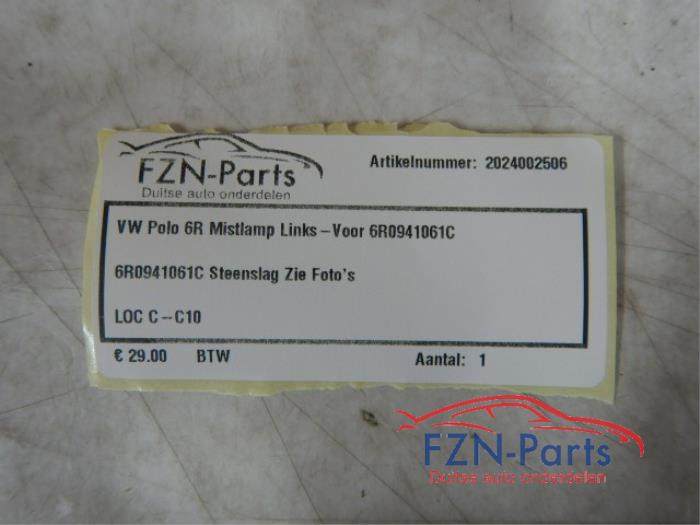 FZN-Parts
Duitse auto onderdelen
Artikelnummer: 2024002506
VW Polo 6R Mistlamp Links-Voor 6R0941061C
6R0941061C Steenslag Zie Foto's
LOC C-C10
€ 29.00 BTW Aantal: 1
FZN-Parts
Duitse auto onderdelen